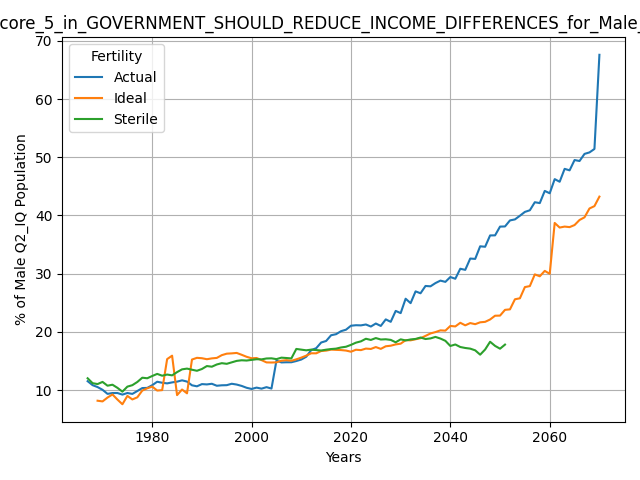 core_5_in_GOVERNMENT_SHOULD_REDUCE_INCOME_DIFFERENCES_for_Male_
Fertility
Actual
Ideal
Sterile
% of Male Q2_IQ Population
70
60
50
40
30
20
10
1980
2000
2020
2040
2060
Years